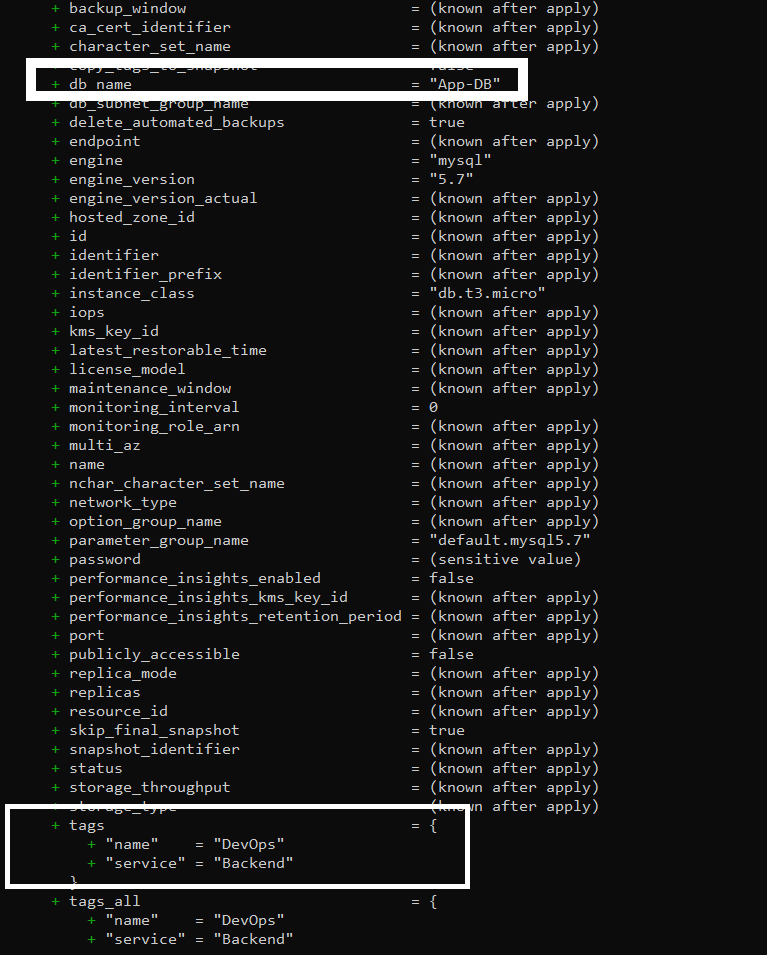 + backup_window = (known after apply)
+ ca_cert_identifier = (known after apply)
+ character_set_name = (known after apply)
+ copy_tags_to_snapshot = false
+ db_name = "App-DB"
+ db_subnet_group_name = (known after apply)
+ delete_automated_backups = true
+ endpoint = (known after apply)
+ engine = "mysql"
+ engine_version = "5.7"
+ engine_version_actual = (known after apply)
+ hosted_zone_id = (known after apply)
+ id = (known after apply)
+ identifier = (known after apply)
+ identifier_prefix = (known after apply)
+ instance_class = "db.t3.micro"
+ iops = (known after apply)
+ kms_key_id = (known after apply)
+ latest_restorable_time = (known after apply)
+ license_model = (known after apply)
+ maintenance_window = (known after apply)
+ monitoring_interval = 0
+ monitoring_role_arn = (known after apply)
+ multi_az = (known after apply)
+ name = (known after apply)
+ nchar_character_set_name = (known after apply)
+ network_type = (known after apply)
+ option_group_name = (known after apply)
+ parameter_group_name = "default.mysql5.7"
+ password = (sensitive value)
+ performance_insights_enabled = false
+ performance_insights_kms_key_id = (known after apply)
+ performance_insights_retention_period = (known after apply)
+ port = (known after apply)
+ publicly_accessible = false
+ replica_mode = (known after apply)
+ replicas = (known after apply)
+ resource_id = (known after apply)
+ skip_final_snapshot = true
+ snapshot_identifier = (known after apply)
+ status = (known after apply)
+ storage_throughput = (known after apply)
+ storage_type = (known after apply)
+ tags = {
+ "name" = "DevOps"
+ "service" = "Backend"
}
+ tags_all = {
+ "name" = "DevOps"
+ "service" = "Backend"